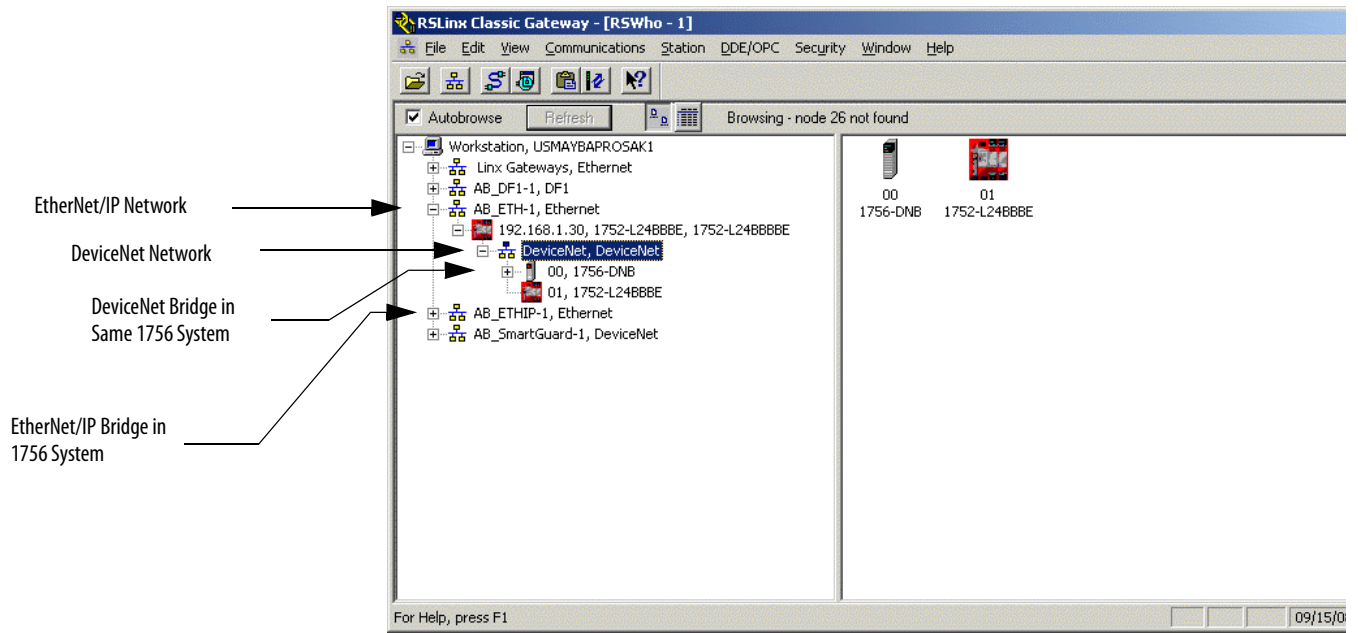 RSLinx Classic Gateway - [RSWho - 1]
File Edit View Communications Station DDE/OPC Security Window Help
Autobrowse Refresh Browsing - node 26 not found
Workstation, USMAYBAPROSAK1
Linx Gateways, Ethernet
AB_DF1-1, DF1
AB_ETH-1, Ethernet
192.168.1.30, 1752-L24BBBE, 1752-L24BBBBE
DeviceNet, DeviceNet
00, 1756-DNB
01, 1752-L24BBBE
AB_ETHIP-1, Ethernet
AB_SmartGuard-1, DeviceNet
00
1756-DNB
01
1752-L24BBBE
EtherNet/IP Network
DeviceNet Network
DeviceNet Bridge in
Same 1756 System
EtherNet/IP Bridge in
1756 System
For Help, press F1
09/15/0